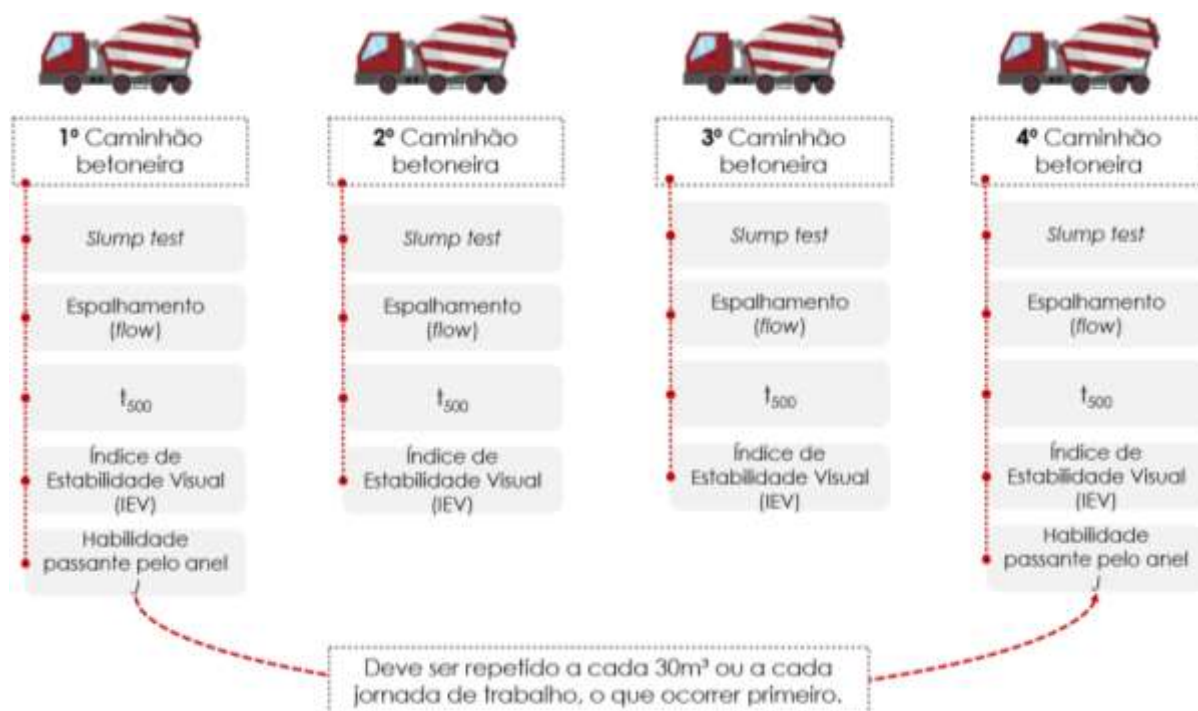 1º Caminhão
betoneira
Slump test
Espalhamento
(flow)
t500
Índice de
Estabilidade Visual
(IEV)
Habilidade
passante pelo anel
J
2º Caminhão
betoneira
Slump test
Espalhamento
(flow)
t500
Índice de
Estabilidade Visual
(IEV)
3º Caminhão
betoneira
Slump test
Espalhamento
(flow)
t500
Índice de
Estabilidade Visual
(IEV)
4º Caminhão
betoneira
Slump test
Espalhamento
(flow)
t500
Índice de
Estabilidade Visual
(IEV)
Habilidade
passante pelo anel
J
Deve ser repetido a cada 30m³ ou a cada
jornada de trabalho, o que ocorrer primeiro.